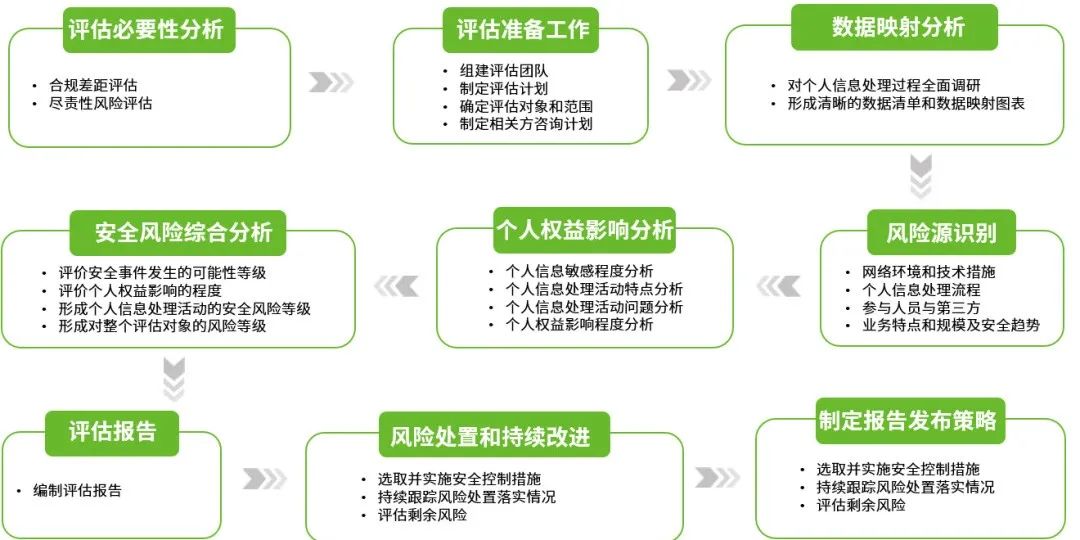 评估必要性分析
• 合规差距评估
• 尽责性风险评估
评估准备工作
• 组建评估团队
• 制定评估计划
• 确定评估对象和范围
• 制定相关方咨询计划
数据映射分析
• 对个人信息处理过程全面调研
• 形成清晰的数据清单和数据映射图表
风险源识别
• 网络环境和技术措施
• 个人信息处理流程
• 参与人员与第三方
• 业务特点和规模及安全趋势
个人权益影响分析
• 个人信息敏感程度分析
• 个人信息处理活动特点分析
• 个人信息处理活动问题分析
• 个人权益影响程度分析
安全风险综合分析
• 评价安全事件发生的可能性等级
• 评价个人权益影响的程度
• 形成个人信息处理活动的安全风险等级
• 形成对整个评估对象的风险等级
评估报告
• 编制评估报告
风险处置和持续改进
• 选取并实施安全控制措施
• 持续跟踪风险处置落实情况
• 评估剩余风险
制定报告发布策略
• 选取并实施安全控制措施
• 持续跟踪风险处置落实情况
• 评估剩余风险